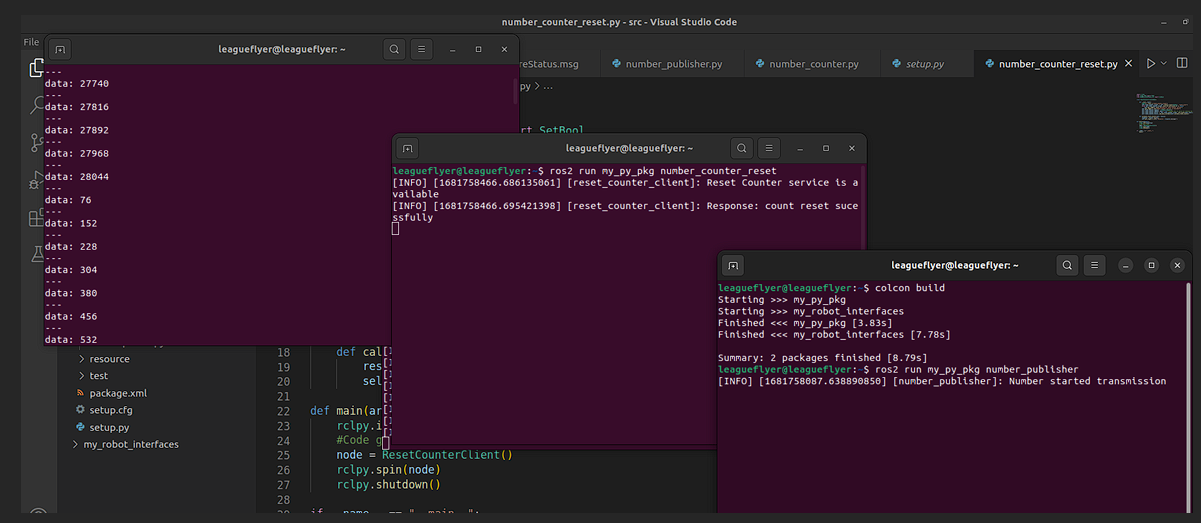 number_counter_reset.py - src - Visual Studio Code
File
leagueflyer@leagueflyer: ~
reStatus.msg
number_publisher.py
number_counter.py
setup.py
number_counter_reset.py
py > ...
rt SetBool
---
data: 27740
---
data: 27816
---
data: 27892
---
data: 27968
---
data: 28044
---
data: 76
---
data: 152
---
data: 228
---
data: 304
---
data: 380
---
data: 456
---
data: 532
leagueflyer@leagueflyer: ~
leagueflyer@leagueflyer:~$ ros2 run my_py_pkg number_counter_reset
[INFO] [1681758466.686135061] [reset_counter_client]: Reset Counter service is a
vailable
[INFO] [1681758466.695421398] [reset_counter_client]: Response: count reset suce
ssfully
leagueflyer@leagueflyer: ~
leagueflyer@leagueflyer:~$ colcon build
Starting >>> my_py_pkg
Starting >>> my_robot_interfaces
Finished <<< my_py_pkg [3.83s]
Finished <<< my_robot_interfaces [7.78s]
Summary: 2 packages finished [8.79s]
leagueflyer@leagueflyer:~$ ros2 run my_py_pkg number_publisher
[INFO] [1681758087.638890850] [number_publisher]: Number started transmission
> resource
> test
package.xml
setup.cfg
setup.py
> my_robot_interfaces
18 def cal
19 res
20 sel
21
22 def main(ar
23 rclpy.i
24 #Code g
25 node = ResetCounterClient()
26 rclpy.spin(node)
27 rclpy.shutdown()
28